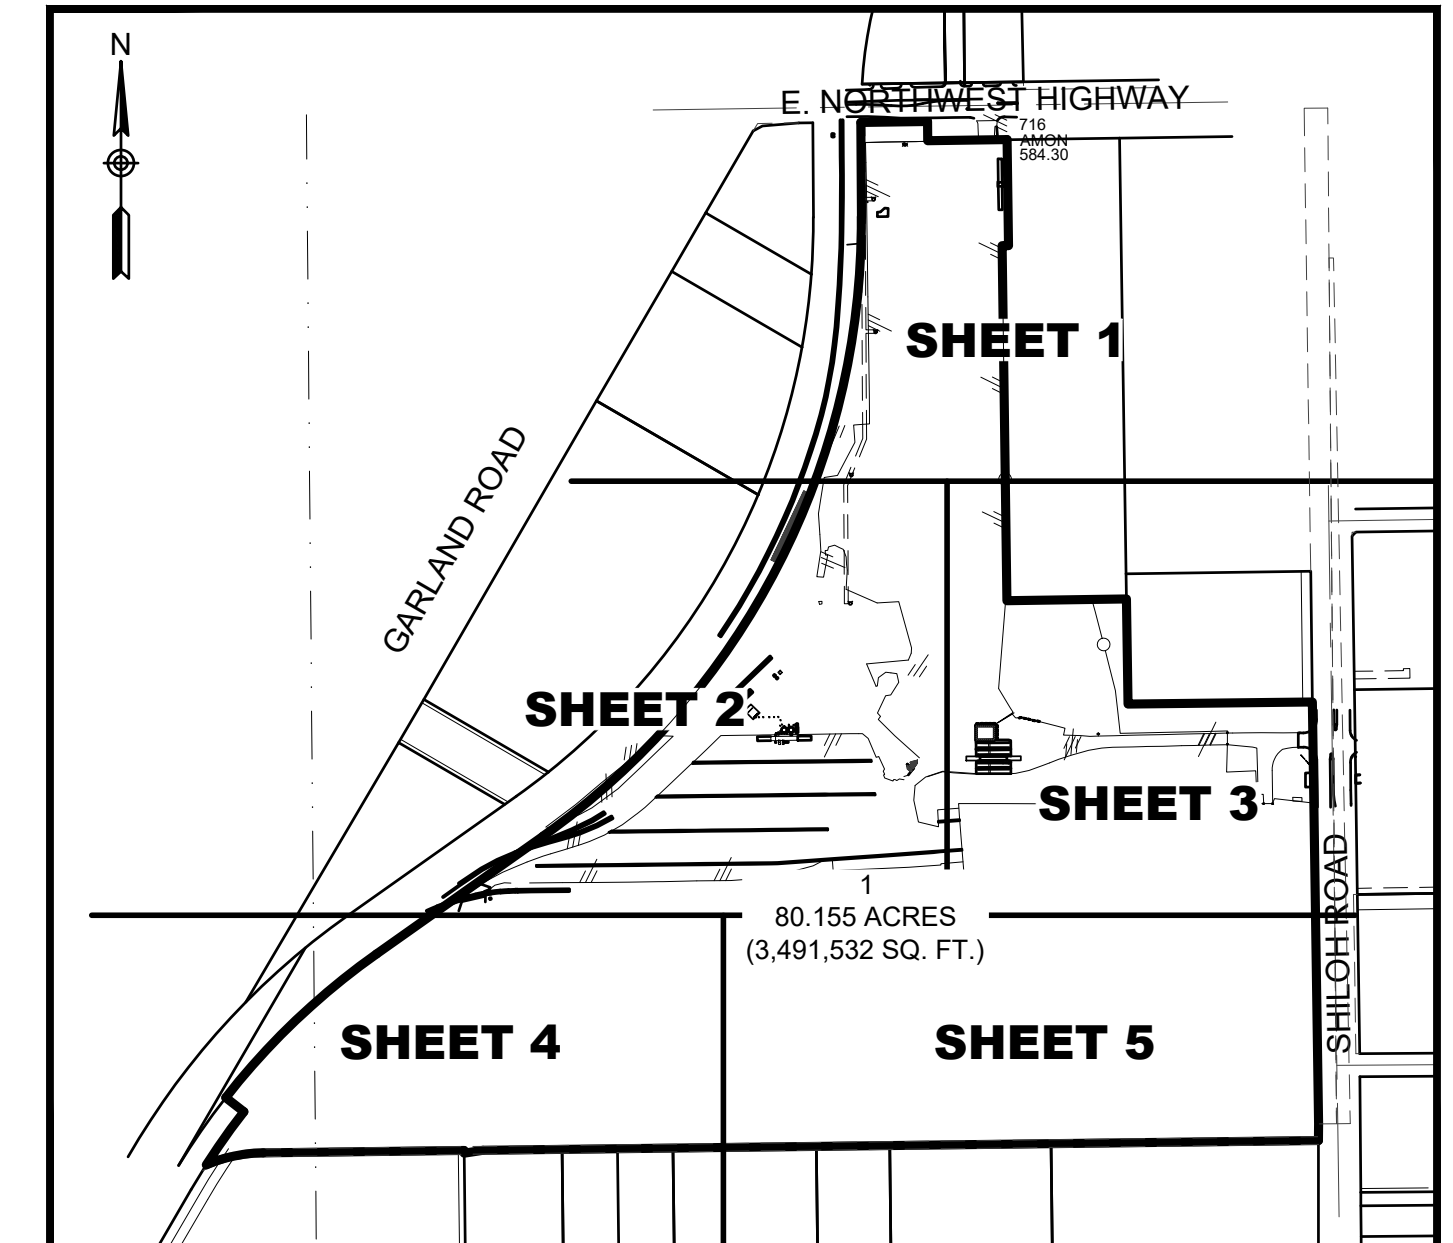 N
E. NORTHWEST HIGHWAY
716
AMON
584.30
SHEET 1
GARLAND ROAD
SHEET 2
SHEET 3
1
80.155 ACRES
(3,491,532 SQ. FT.)
SHILOH ROAD
SHEET 4
SHEET 5